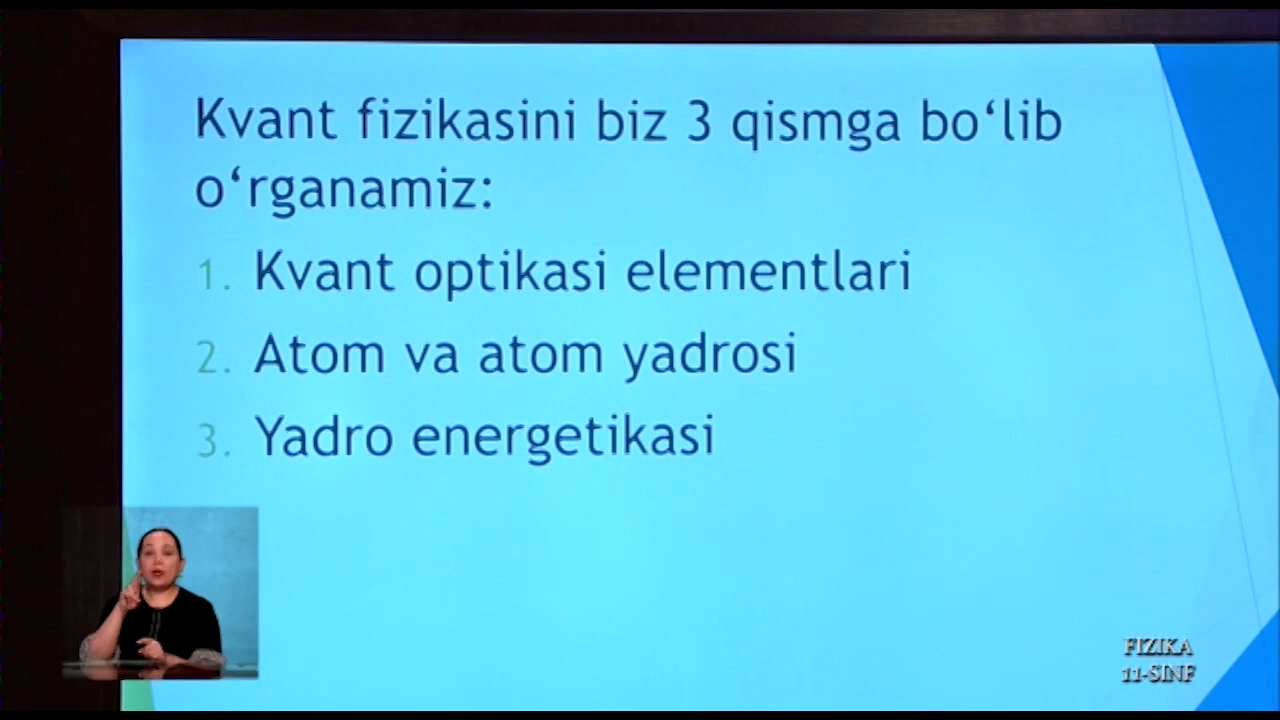 Kvant fizikasini biz 3 qismga bo‘lib
o‘rganamiz:
1. Kvant optikasi elementlari
2. Atom va atom yadrosi
3. Yadro energetikasi
FIZIKA
11-SINF